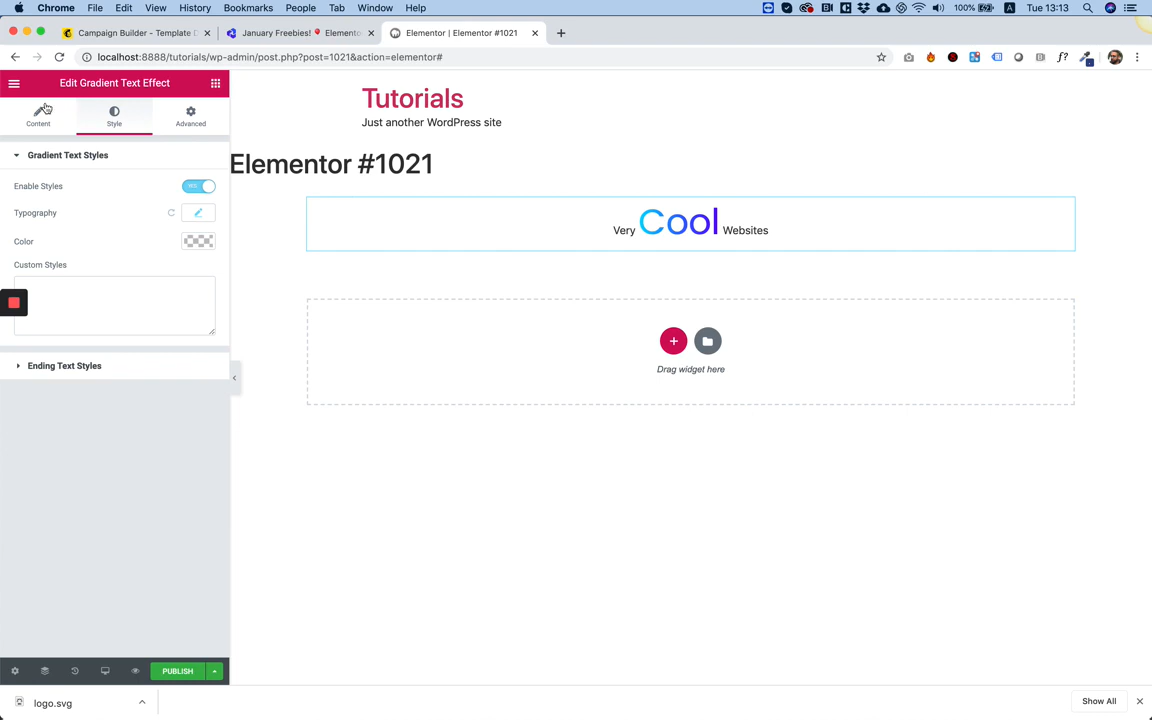 Chrome File Edit View History Bookmarks People Tab Window Help 100% Tue 13:13
Campaign Builder - Template D January Freebies! Elemento Elementor | Elementor #1021
localhost:8888/tutorials/wp-admin/post.php?post=1021&action=elementor#
Edit Gradient Text Effect
Content Style Advanced
Gradient Text Styles
Enable Styles YES
Typography
Color
Custom Styles
Ending Text Styles
PUBLISH
Tutorials
Just another WordPress site
Elementor #1021
Very Cool Websites
Drag widget here
logo.svg Show All